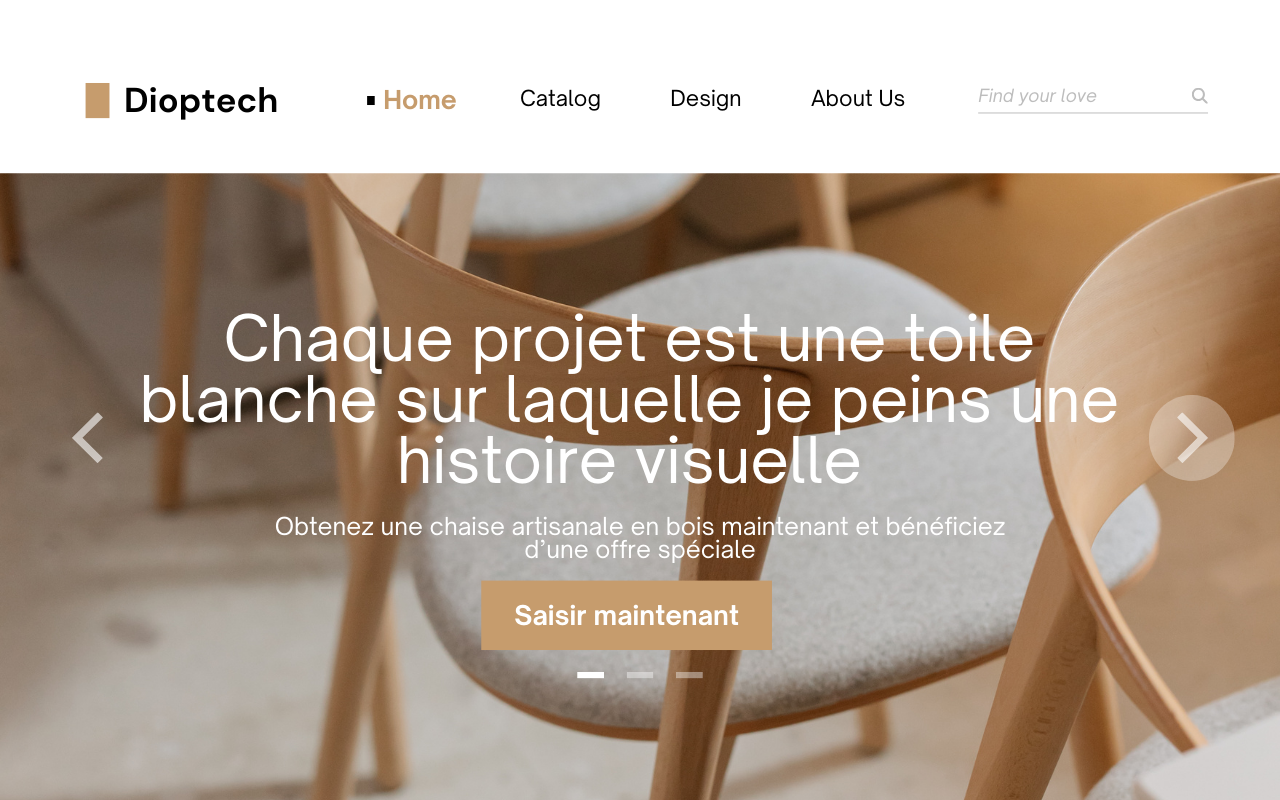 Dioptech
Home
Catalog
Design
About Us
Find your love
Chaque projet est une toile
blanche sur laquelle je peins une
histoire visuelle
Obtenez une chaise artisanale en bois maintenant et bénéficiez
d’une offre spéciale
Saisir maintenant